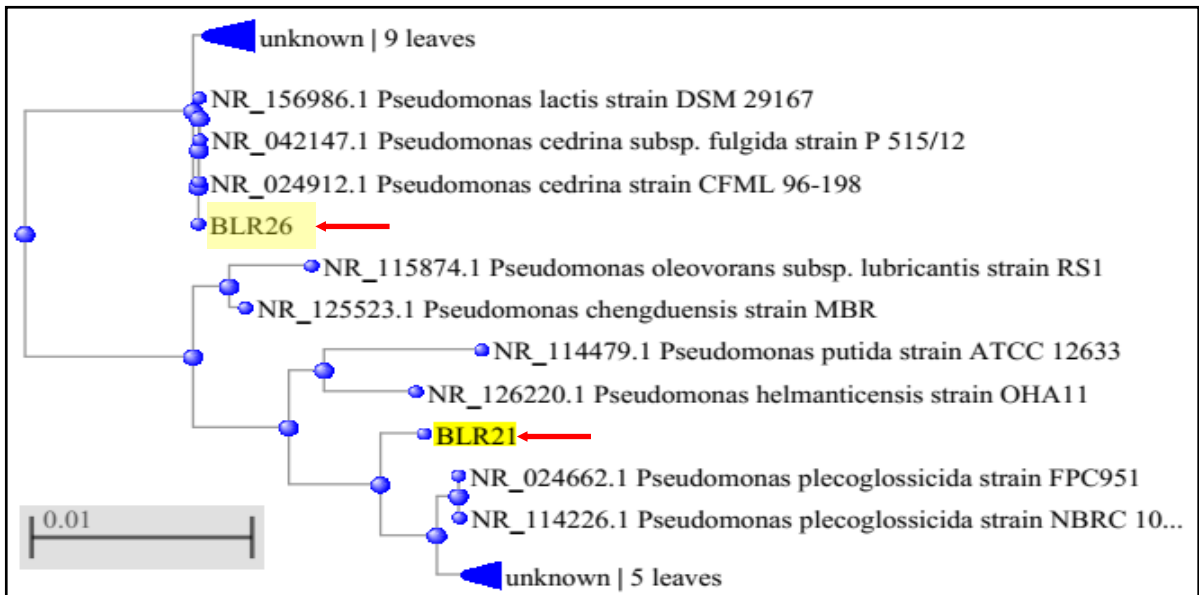 unknown | 9 leaves
NR_156986.1 Pseudomonas lactis strain DSM 29167
NR_042147.1 Pseudomonas cedrina subsp. fulgida strain P 515/12
NR_024912.1 Pseudomonas cedrina strain CFML 96-198
BLR26
NR_115874.1 Pseudomonas oleovorans subsp. lubricantis strain RS1
NR_125523.1 Pseudomonas chengduensis strain MBR
NR_114479.1 Pseudomonas putida strain ATCC 12633
NR_126220.1 Pseudomonas helmanticensis strain OHA11
BLR21
NR_024662.1 Pseudomonas plecoglossicida strain FPC951
NR_114226.1 Pseudomonas plecoglossicida strain NBRC 10...
0.01
unknown | 5 leaves